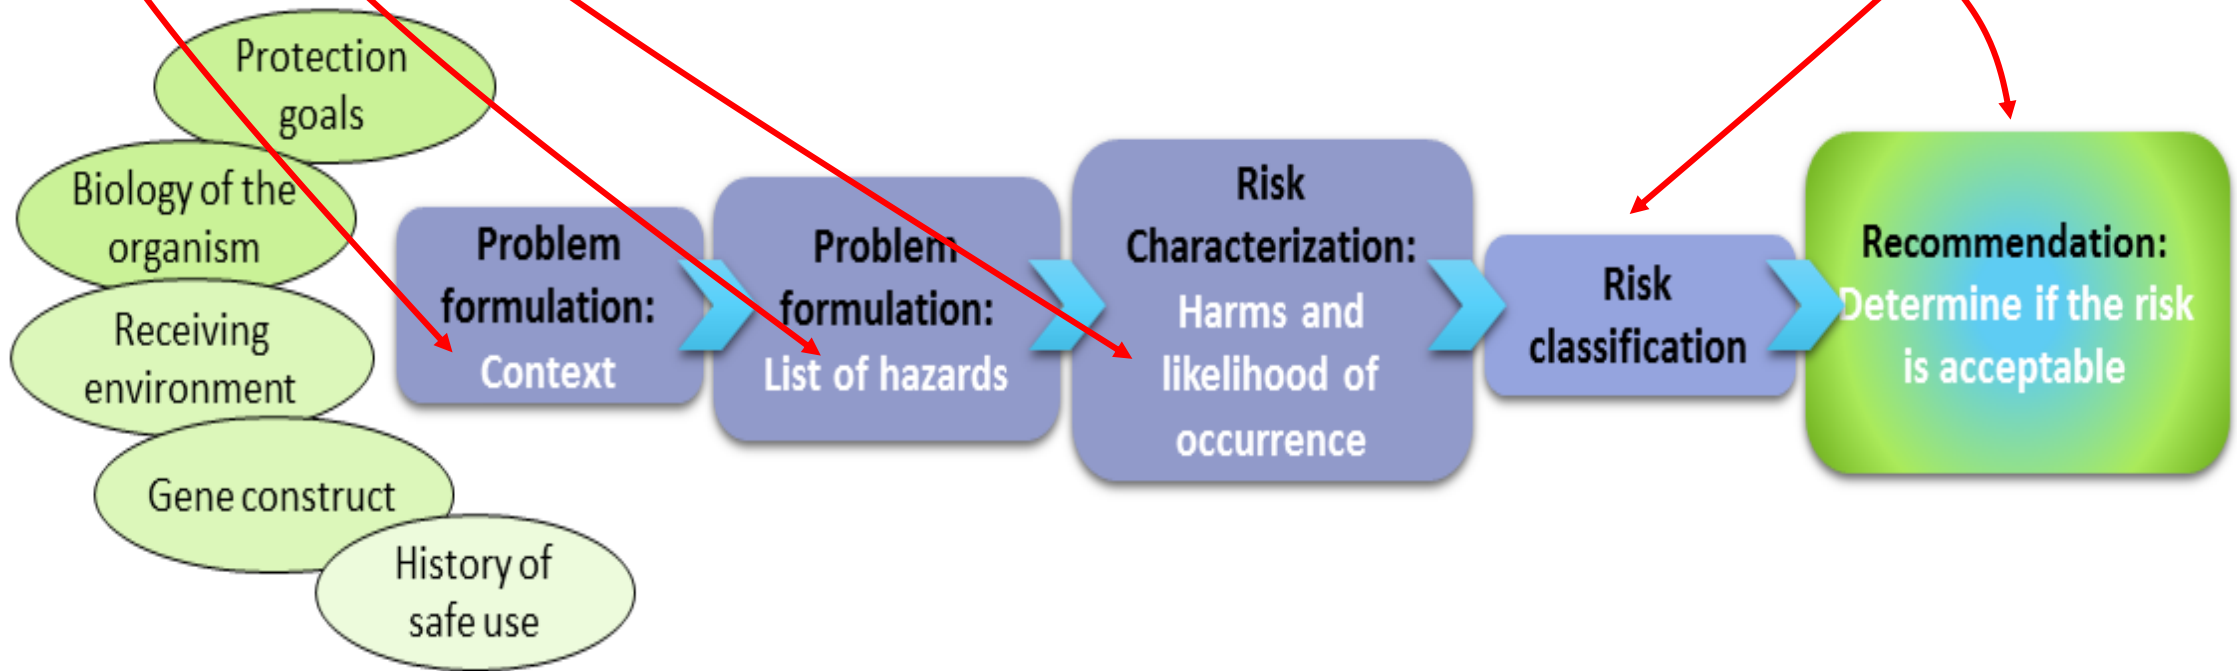 Protection
goals
Biology of the
organism
Receiving
environment
Gene construct
History of
safe use
Problem
formulation:
Context
Problem
formulation:
List of hazards
Risk
Characterization:
Harms and
likelihood of
occurrence
Risk
classification
Recommendation:
Determine if the risk
is acceptable